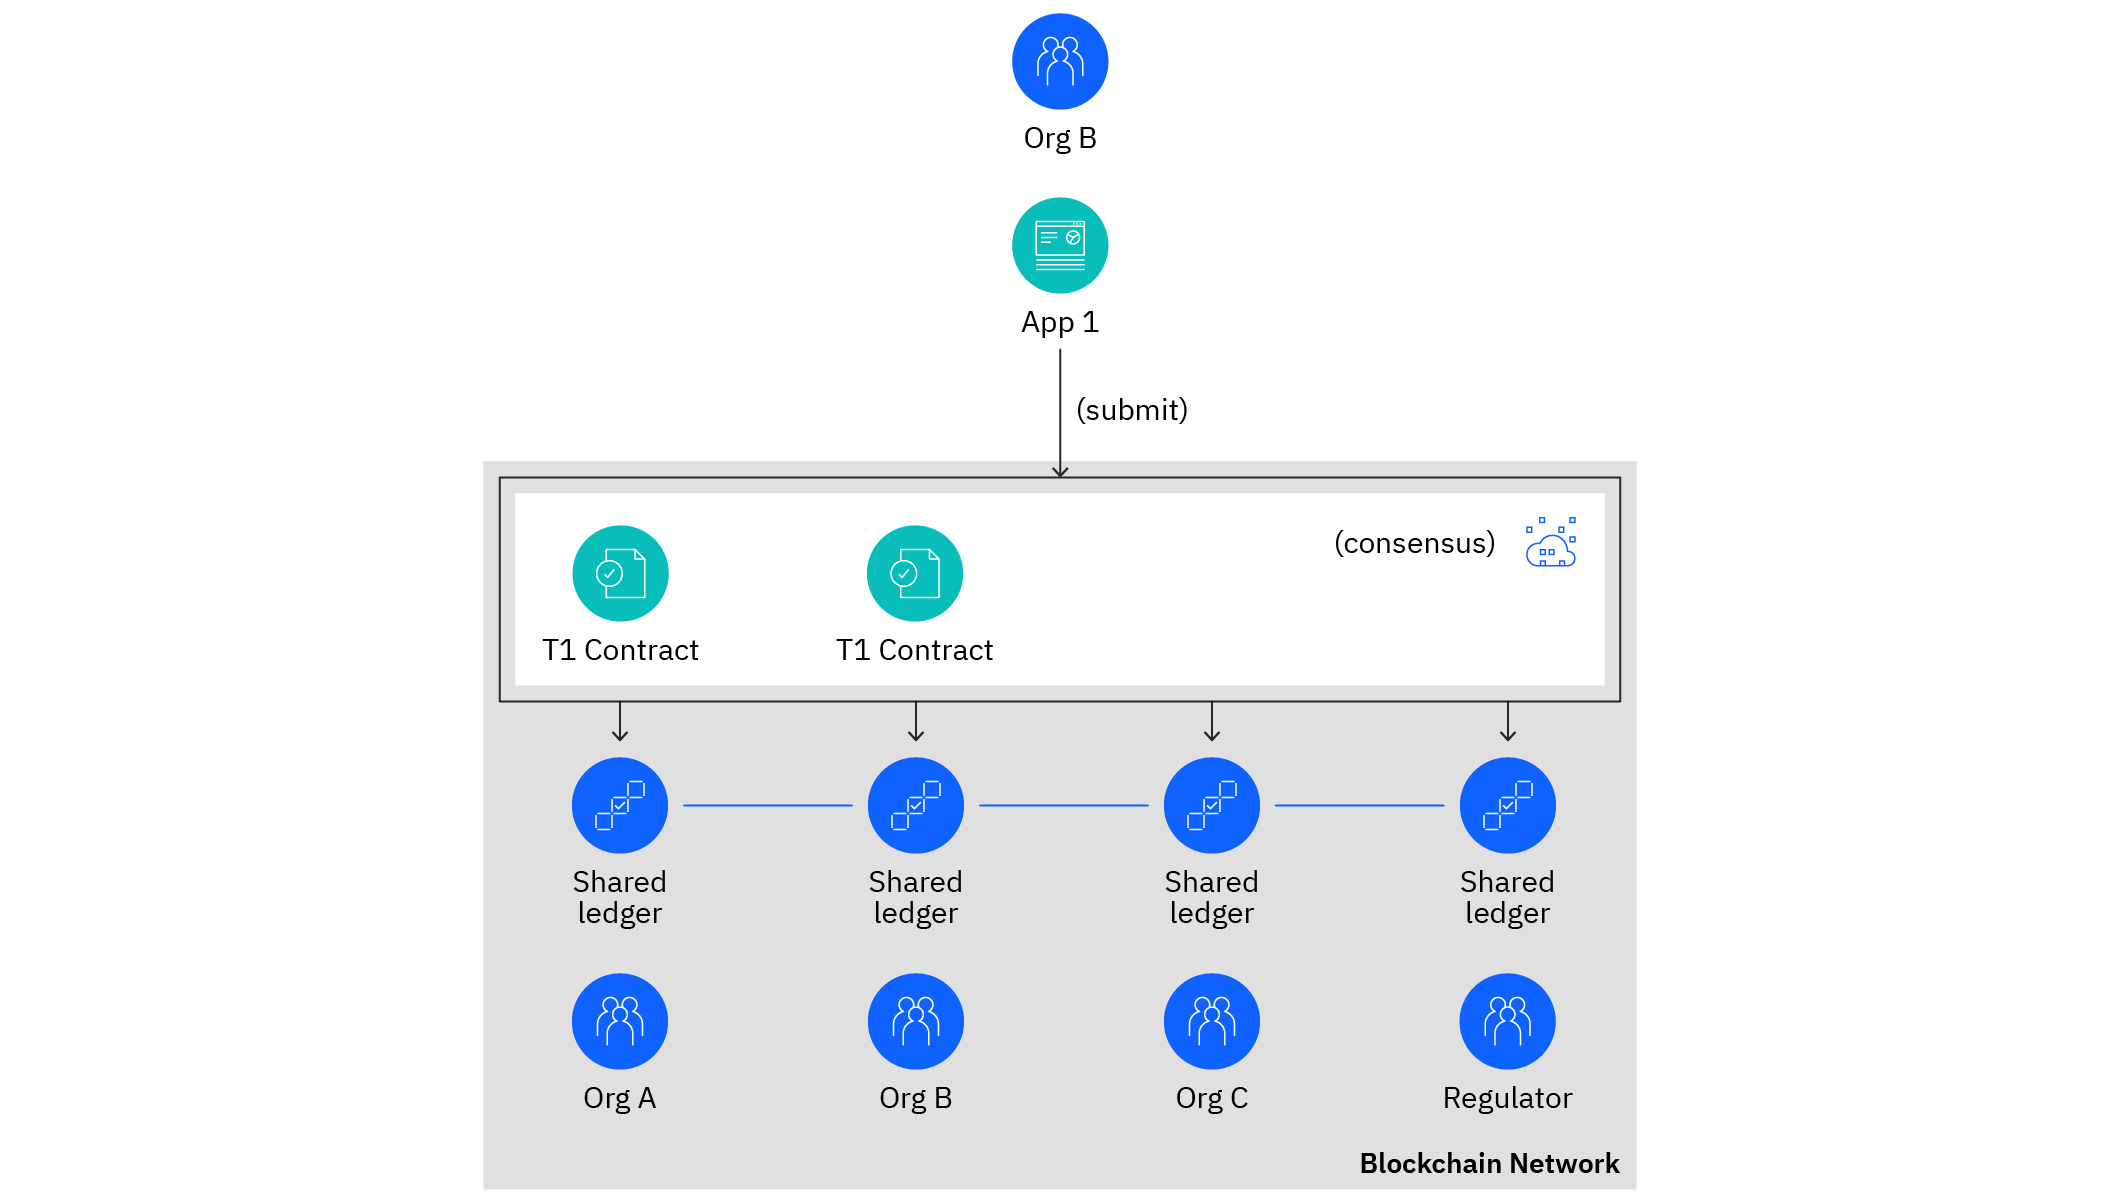 Org B
App 1
(submit)
(consensus)
T1 Contract
T1 Contract
Shared
ledger
Shared
ledger
Shared
ledger
Shared
ledger
Org A
Org B
Org C
Regulator
Blockchain Network